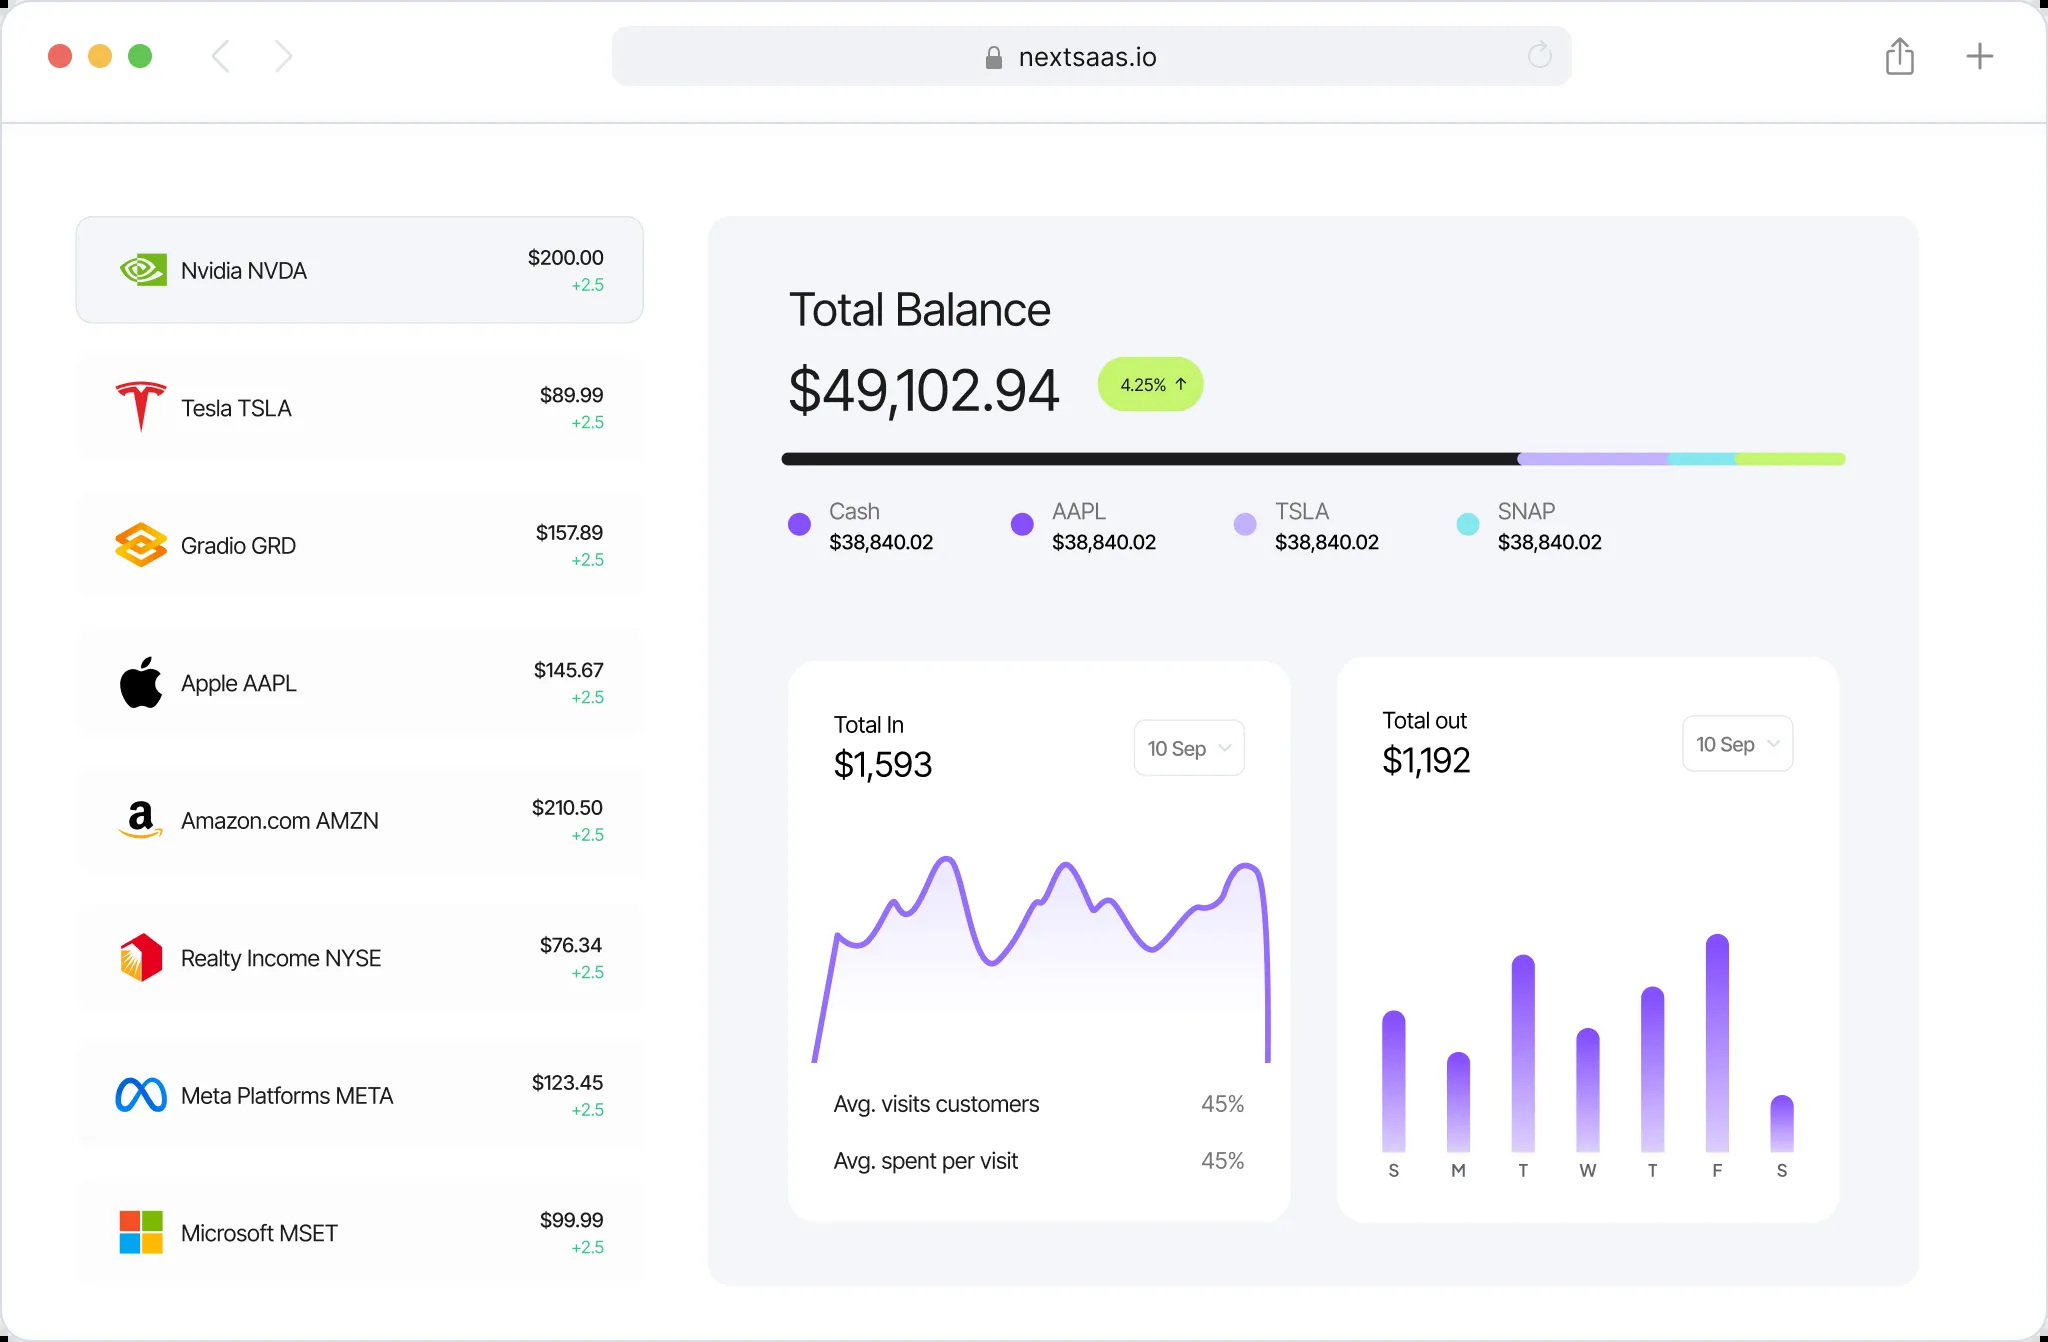 nextsaas.io
Nvidia NVDA
$200.00
+2.5
Tesla TSLA
$89.99
+2.5
Gradio GRD
$157.89
+2.5
Apple AAPL
$145.67
+2.5
a
Amazon.com AMZN
$210.50
+2.5
Realty Income NYSE
$76.34
+2.5
Meta Platforms META
$123.45
+2.5
Microsoft MSET
$99.99
+2.5
Total Balance
$49,102.94
4.25% ↑
Cash
$38,840.02
AAPL
$38,840.02
TSLA
$38,840.02
SNAP
$38,840.02
Total In
$1,593
10 Sep
Avg. visits customers 45%
Avg. spent per visit 45%
Total out
$1,192
10 Sep
S M T W T F S